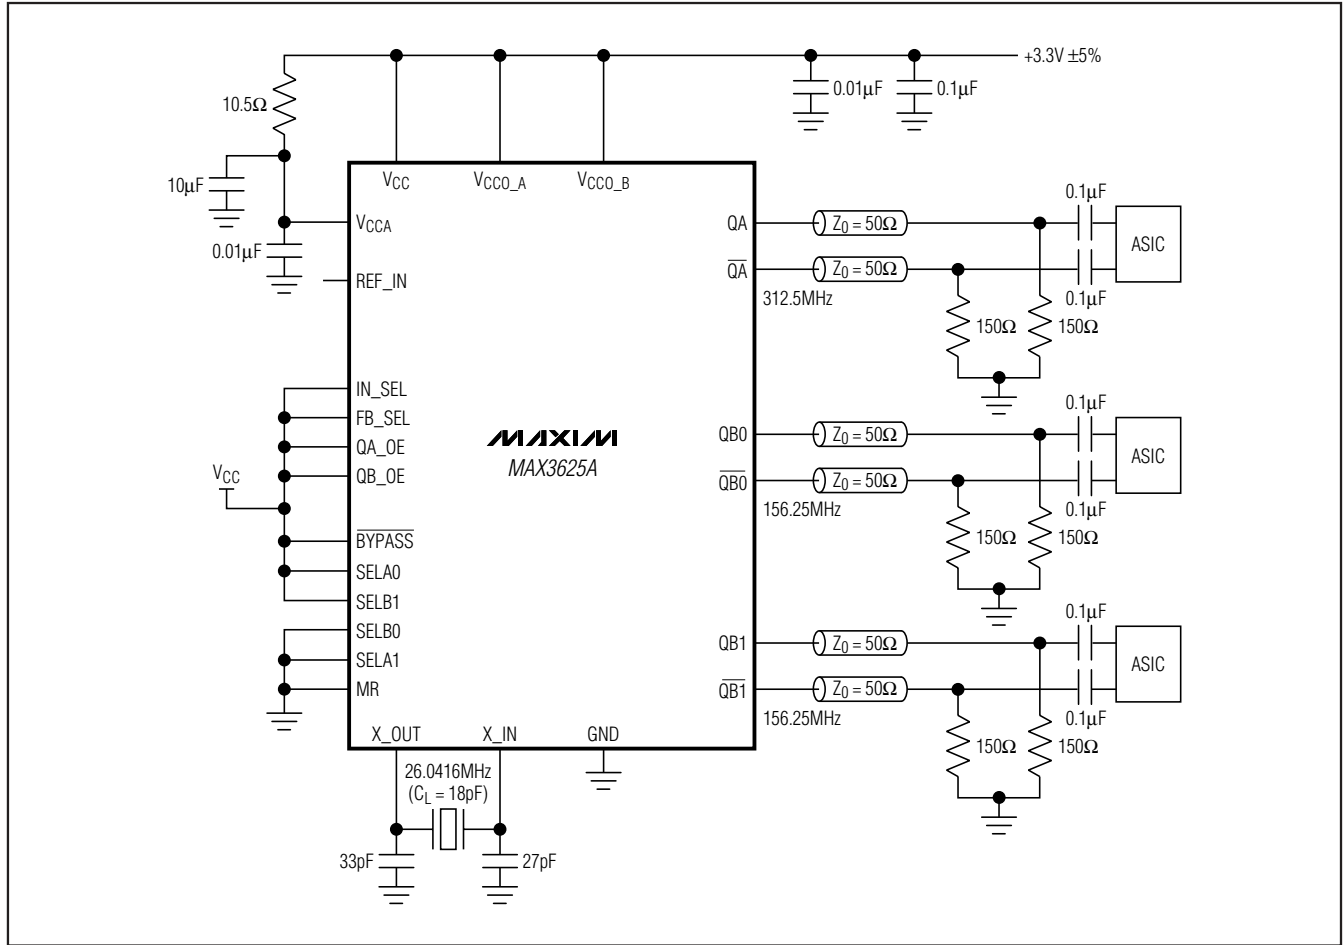 +3.3V ±5%
0.01µF
0.1µF
10.5Ω
10µF
VCC
VCCO_A
VCCO_B
VCCA
0.01µF
REF_IN
IN_SEL
FB_SEL
QA_OE
QB_OE
VCC
BYPASS
SELA0
SELB1
SELB0
SELA1
MR
MAXIM
MAX3625A
X_OUT
X_IN
GND
26.0416MHz
(CL = 18pF)
33pF
27pF
QA
Z0 = 50Ω
0.1µF
ASIC
QA
Z0 = 50Ω
0.1µF
312.5MHz
150Ω
150Ω
QB0
Z0 = 50Ω
0.1µF
ASIC
QB0
Z0 = 50Ω
0.1µF
156.25MHz
150Ω
150Ω
QB1
Z0 = 50Ω
0.1µF
ASIC
QB1
Z0 = 50Ω
0.1µF
156.25MHz
150Ω
150Ω